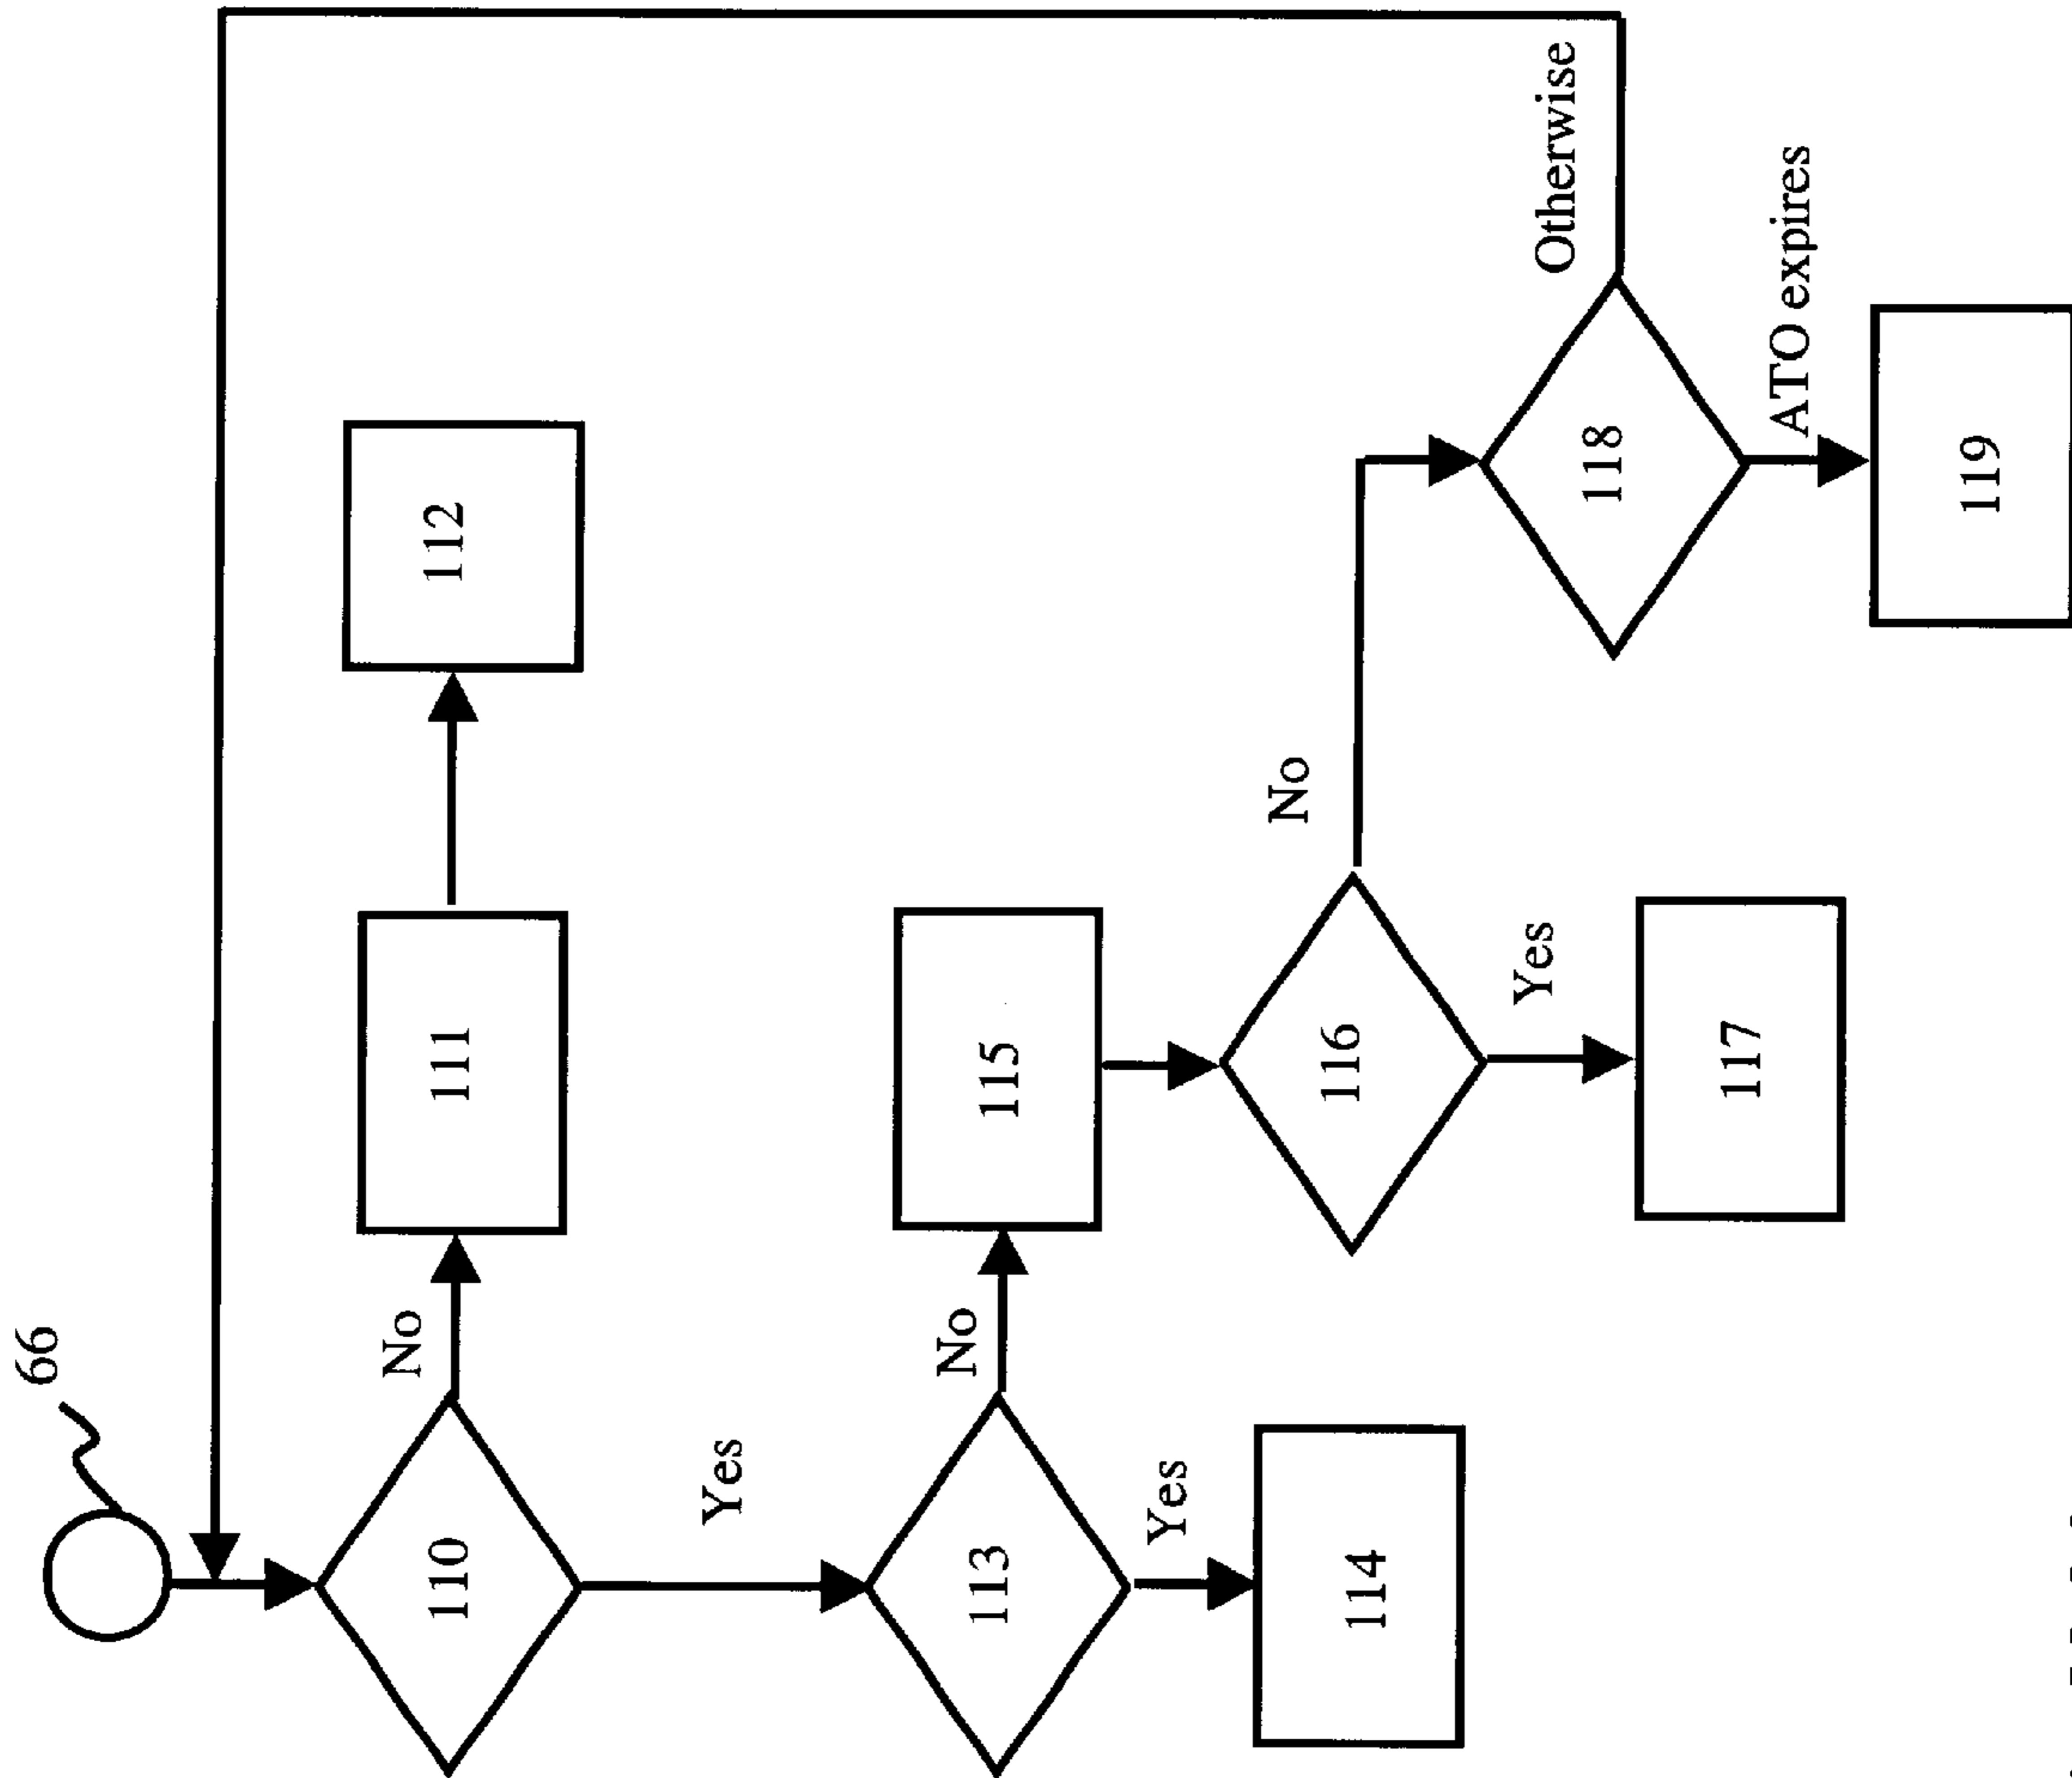 66
No
110
111
112
Yes
No
113
115
Yes
114
No
116
Yes
117
Otherwise
118
ATO expires
119